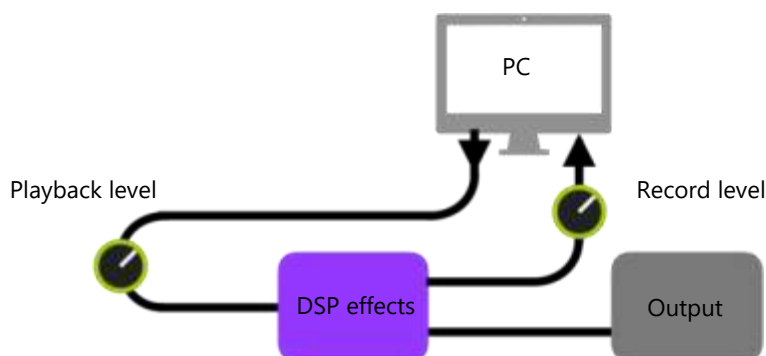 PC
Playback level
Record level
DSP effects
Output